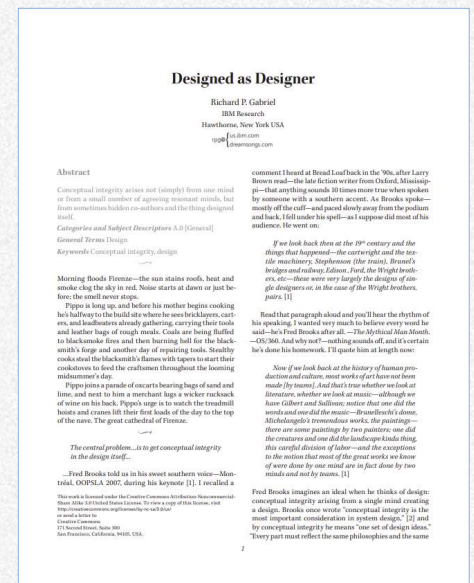 Designed as Designer
Richard P. Gabriel
IBM Research
Hawthorne, New York USA
rpg@{us.ibm.com
dreamsongs.com
Abstract
Conceptual integrity arises not (simply) from one mind
or from a small number of agreeing resonant minds, but
from sometimes hidden co-authors and the thing designed
itself.
Categories and Subject Descriptors A.0 [General]
General Terms Design
Keywords Conceptual integrity, design
Morning floods Firenze—the sun stains roofs, heat and
smoke clog the sky in red. Noise starts at dawn or just be-
fore; the smell never stops.
Pippo is long up, and before his mother begins cooking
he's halfway to the build site where he sees bricklayers, cart-
ers, and leadbeaters already gathering, carrying their tools
and leather bags of rough meals. Coals are being fluffed
to blacksmoke fires and then burning hell for the black-
smith's forge and another day of repairing tools. Stealthy
cooks steal the blacksmith's flames with tapers to start their
cookstoves to feed the craftsmen throughout the looming
midsummer's day.
Pippo joins a parade of oxcarts bearing bags of sand and
lime, and next to him a merchant lags a wicker rucksack
of wine on his back. Pippo's urge is to watch the treadmill
hoists and cranes lift their first loads of the day to the top
of the nave. The great cathedral of Firenze.
The central problem...is to get conceptual integrity
in the design itself...
...Fred Brooks told us in his sweet southern voice—Mon-
tréal, OOPSLA 2007, during his keynote [1]. I recalled a
This work is licensed under the Creative Commons Attribution-Noncommercial-
Share Alike 3.0 United States License. To view a copy of this license, visit
http://creativecommons.org/licenses/by-nc-sa/3.0/us/
or send a letter to
Creative Commons
171 Second Street, Suite 300
San Francisco, California, 94105, USA.
comment I heard at Bread Loaf back in the '90s, after Larry
Brown read—the late fiction writer from Oxford, Mississip-
pi—that anything sounds 10 times more true when spoken
by someone with a southern accent. As Brooks spoke—
mostly off the cuff—and paced slowly away from the podium
and back, I fell under his spell—as I suppose did most of his
audience. He went on:
If we look back then at the 19th century and the
things that happened—the cartwright and the tex-
tile machinery, Stephenson (the train), Brunel's
bridges and railway, Edison, Ford, the Wright broth-
ers, etc—these were very largely the designs of sin-
gle designers or, in the case of the Wright brothers,
pairs. [1]
Read that paragraph aloud and you'll hear the rhythm of
his speaking. I wanted very much to believe every word he
said—he's Fred Brooks after all. —The Mythical Man Month.
—OS/360. And why not?—nothing sounds off, and it's certain
he's done his homework. I'll quote him at length now:
Now if we look back at the history of human pro-
duction and culture, most works of art have not been
made [by teams]. And that's true whether we look at
literature, whether we look at music—although we
have Gilbert and Sullivan; notice that one did the
words and one did the music—Brunelleschi's dome,
Michelangelo's tremendous works, the paintings—
there are some paintings by two painters; one did
the creatures and one did the landscape kinda thing,
this careful division of labor—and the exceptions
to the notion that most of the great works we know
of were done by one mind are in fact done by two
minds and not by teams. [1]
Fred Brooks imagines an ideal when he thinks of design:
conceptual integrity arising from a single mind creating
a design. Brooks once wrote "conceptual integrity is the
most important consideration in system design," [2] and
by conceptual integrity he means "one set of design ideas."
"Every part must reflect the same philosophies and the same
1